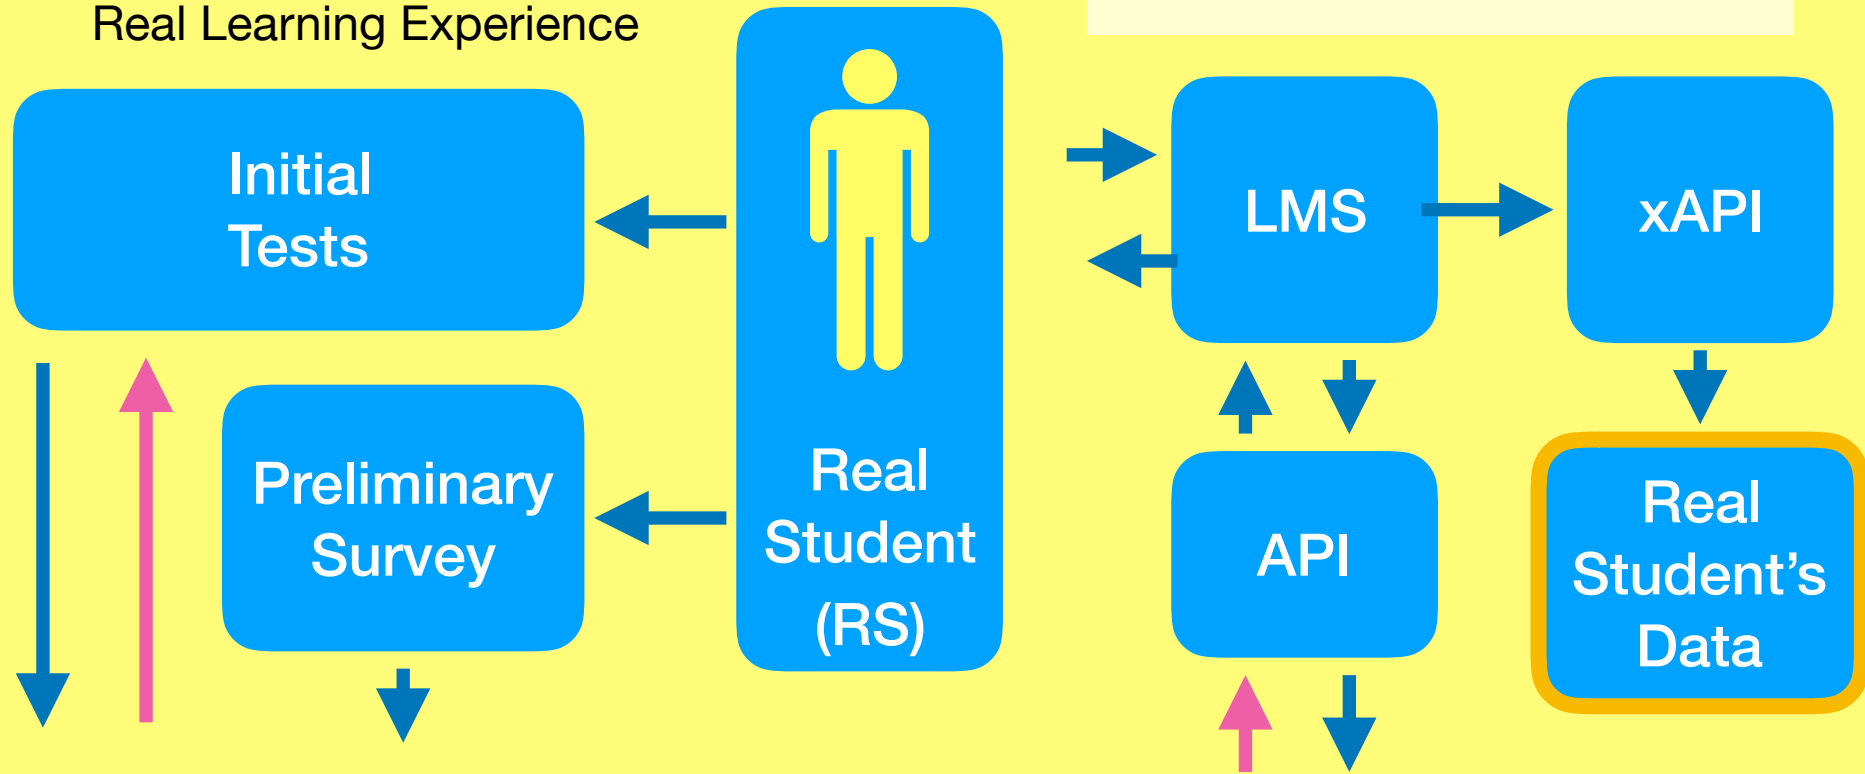 Real Learning Experience
Initial
Tests
Preliminary
Survey
Real
Student
(RS)
LMS
xAPI
API
Real
Student’s
Data